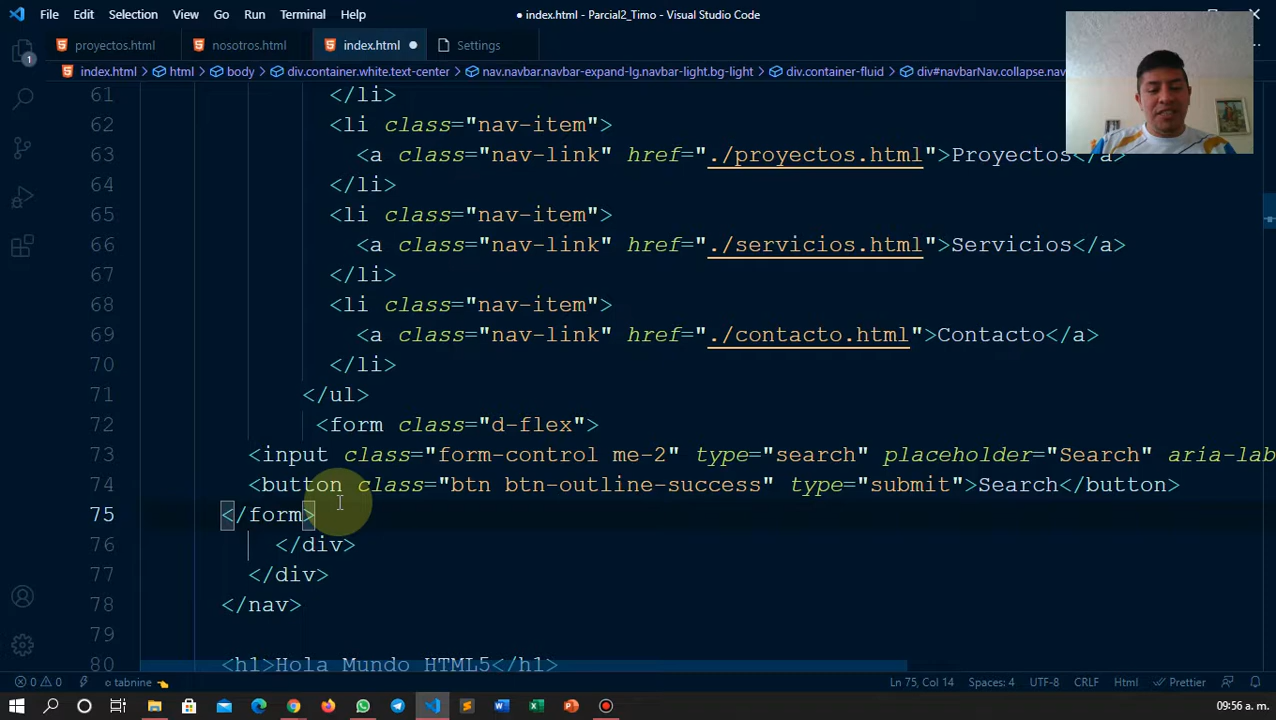 File Edit Selection View Go Run Terminal Help
● index.html - Parcial2_Timo - Visual Studio Code
proyectos.html nosotros.html index.html ● Settings
index.html > html > body > div.container.white.text-center > nav.navbar.navbar-expand-lg.navbar-light.bg-light > div.container-fluid > div#navbarNav.collapse.nav
61 </li>
62 <li class="nav-item">
63 <a class="nav-link" href="./proyectos.html">Proyectos</a>
64 </li>
65 <li class="nav-item">
66 <a class="nav-link" href="./servicios.html">Servicios</a>
67 </li>
68 <li class="nav-item">
69 <a class="nav-link" href="./contacto.html">Contacto</a>
70 </li>
71 </ul>
72 <form class="d-flex">
73 <input class="form-control me-2" type="search" placeholder="Search" aria-lab
74 <button class="btn btn-outline-success" type="submit">Search</button>
75 </form>
76 </div>
77 </div>
78 </nav>
79
80 <h1>Hola Mundo HTML5</h1>
1
0 0 tabnine Ln 75, Col 14 Spaces: 4 UTF-8 CRLF Html Prettier
09:56 a. m.